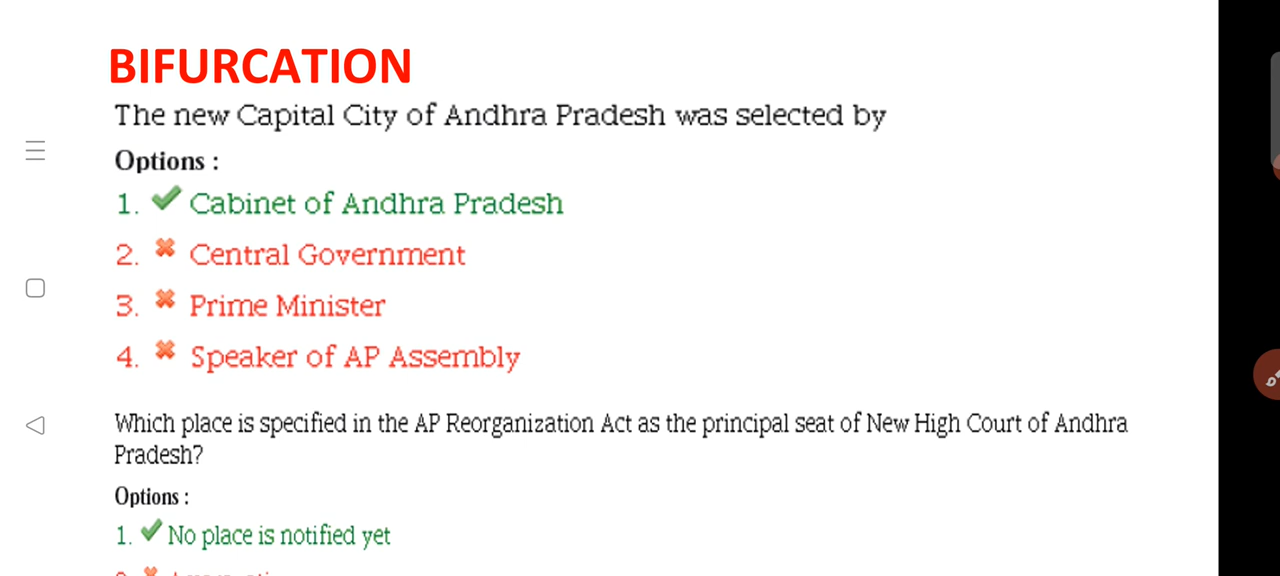 BIFURCATION
The new Capital City of Andhra Pradesh was selected by
Options :
1. Cabinet of Andhra Pradesh
2. Central Government
3. Prime Minister
4. Speaker of AP Assembly
Which place is specified in the AP Reorganization Act as the principal seat of New High Court of Andhra
Pradesh?
Options :
1. No place is notified yet